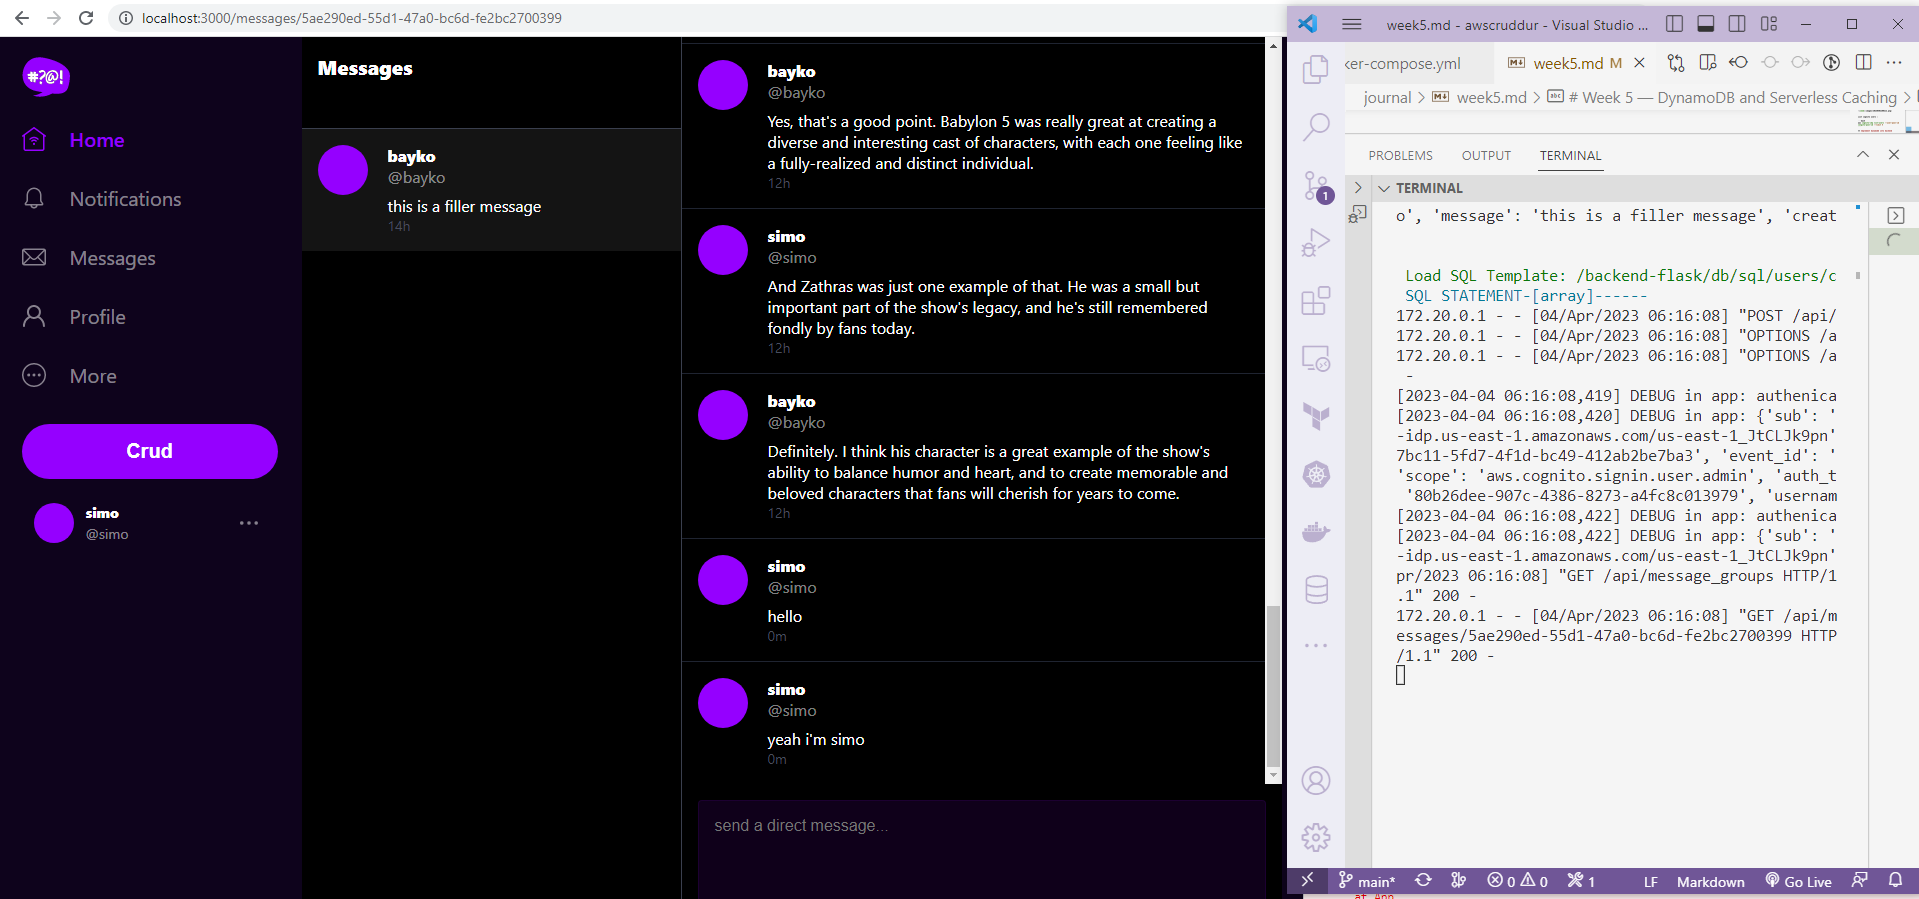 localhost:3000/messages/5ae290ed-55d1-47a0-bc6d-fe2bc2700399
#?@!
Home
Notifications
Messages
Profile
More
Crud
simo
@simo
Messages
bayko
@bayko
this is a filler message
14h
bayko
@bayko
Yes, that's a good point. Babylon 5 was really great at creating a
diverse and interesting cast of characters, with each one feeling like
a fully-realized and distinct individual.
12h
simo
@simo
And Zathras was just one example of that. He was a small but
important part of the show's legacy, and he's still remembered
fondly by fans today.
12h
bayko
@bayko
Definitely. I think his character is a great example of the show's
ability to balance humor and heart, and to create memorable and
beloved characters that fans will cherish for years to come.
12h
simo
@simo
hello
0m
simo
@simo
yeah i'm simo
0m
send a direct message...
week5.md - awscruddur - Visual Studio ...
ker-compose.yml
week5.md M
journal > week5.md > # Week 5 — DynamoDB and Serverless Caching >
PROBLEMS OUTPUT TERMINAL
TERMINAL
o', 'message': 'this is a filler message', 'creat
Load SQL Template: /backend-flask/db/sql/users/c
SQL STATEMENT-[array]------
172.20.0.1 - - [04/Apr/2023 06:16:08] "POST /api/
172.20.0.1 - - [04/Apr/2023 06:16:08] "OPTIONS /a
172.20.0.1 - - [04/Apr/2023 06:16:08] "OPTIONS /a
-
[2023-04-04 06:16:08,419] DEBUG in app: authenica
[2023-04-04 06:16:08,420] DEBUG in app: {'sub': '
-idp.us-east-1.amazonaws.com/us-east-1_JtCLJk9pn'
7bc11-5fd7-4f1d-bc49-412ab2be7ba3', 'event_id': '
'scope': 'aws.cognito.signin.user.admin', 'auth_t
'80b26dee-907c-4386-8273-a4fc8c013979', 'usernam
[2023-04-04 06:16:08,422] DEBUG in app: authenica
[2023-04-04 06:16:08,422] DEBUG in app: {'sub': '
-idp.us-east-1.amazonaws.com/us-east-1_JtCLJk9pn'
pr/2023 06:16:08] "GET /api/message_groups HTTP/1
.1" 200 -
172.20.0.1 - - [04/Apr/2023 06:16:08] "GET /api/m
essages/5ae290ed-55d1-47a0-bc6d-fe2bc2700399 HTTP
/1.1" 200 -
1
main* 0 0 1 LF Markdown Go Live
at App